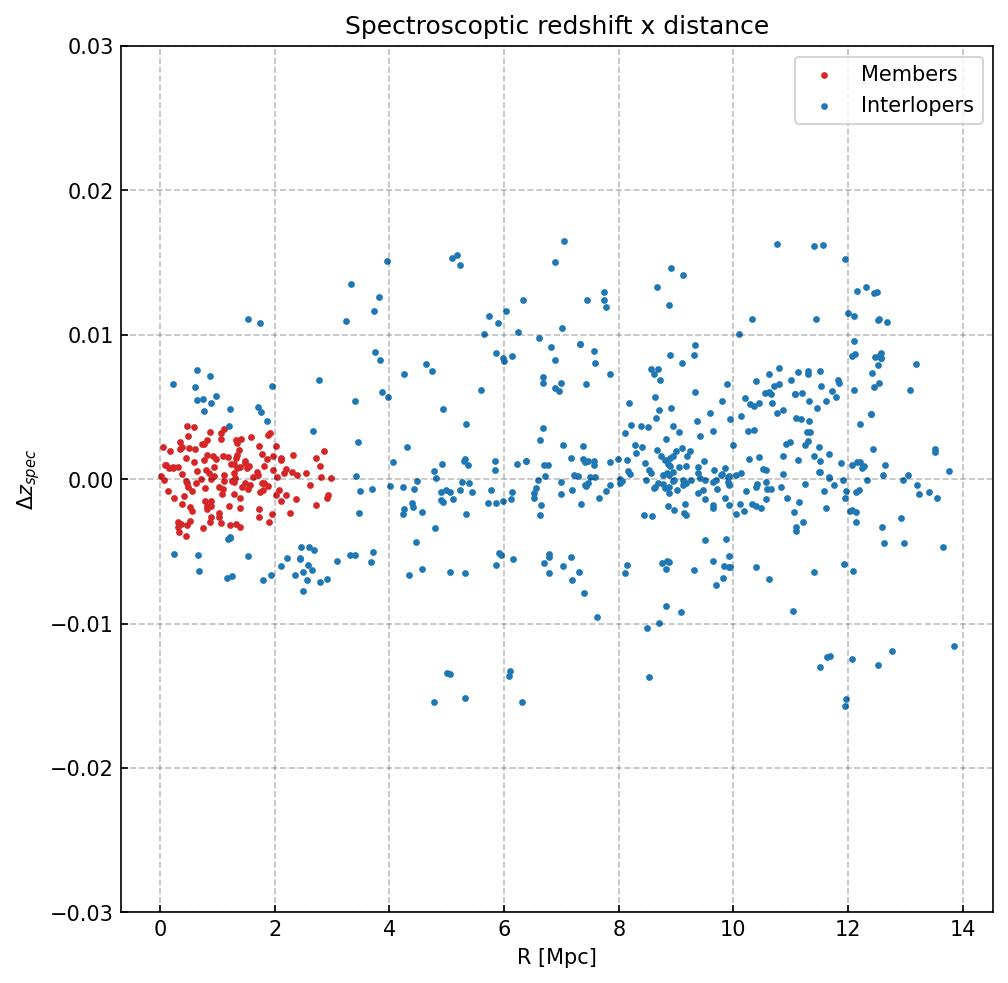 Spectroscoptic redshift x distance
Members
Interlopers
0.03
0.02
0.01
0.00
−0.01
−0.02
−0.03
Δz_spec
0 2 4 6 8 10 12 14
R [Mpc]